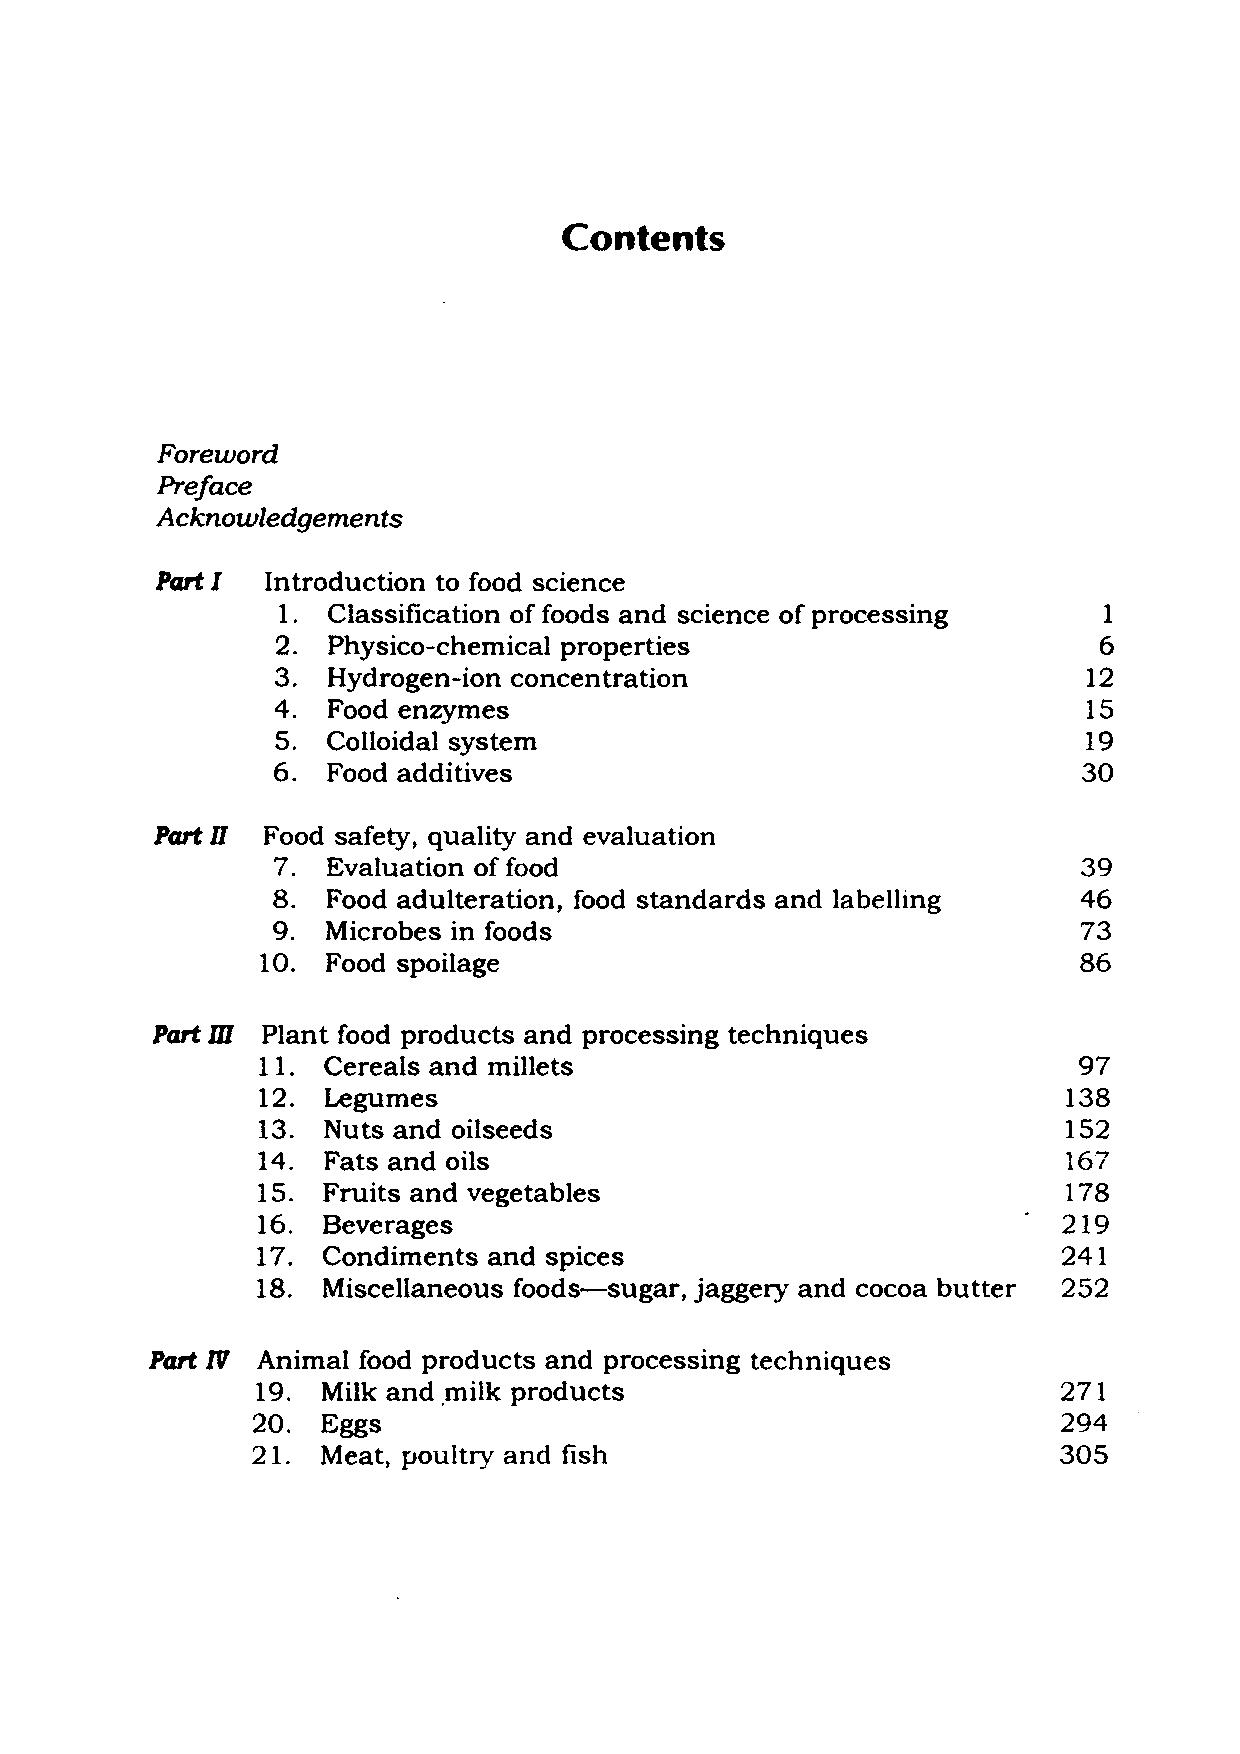 Contents
Foreword
Preface
Acknowledgements
Part I Introduction to food science
1. Classification of foods and science of processing 1
2. Physico-chemical properties 6
3. Hydrogen-ion concentration 12
4. Food enzymes 15
5. Colloidal system 19
6. Food additives 30
Part II Food safety, quality and evaluation
7. Evaluation of food 39
8. Food adulteration, food standards and labelling 46
9. Microbes in foods 73
10. Food spoilage 86
Part III Plant food products and processing techniques
11. Cereals and millets 97
12. Legumes 138
13. Nuts and oilseeds 152
14. Fats and oils 167
15. Fruits and vegetables 178
16. Beverages 219
17. Condiments and spices 241
18. Miscellaneous foods—sugar, jaggery and cocoa butter 252
Part IV Animal food products and processing techniques
19. Milk and milk products 271
20. Eggs 294
21. Meat, poultry and fish 305